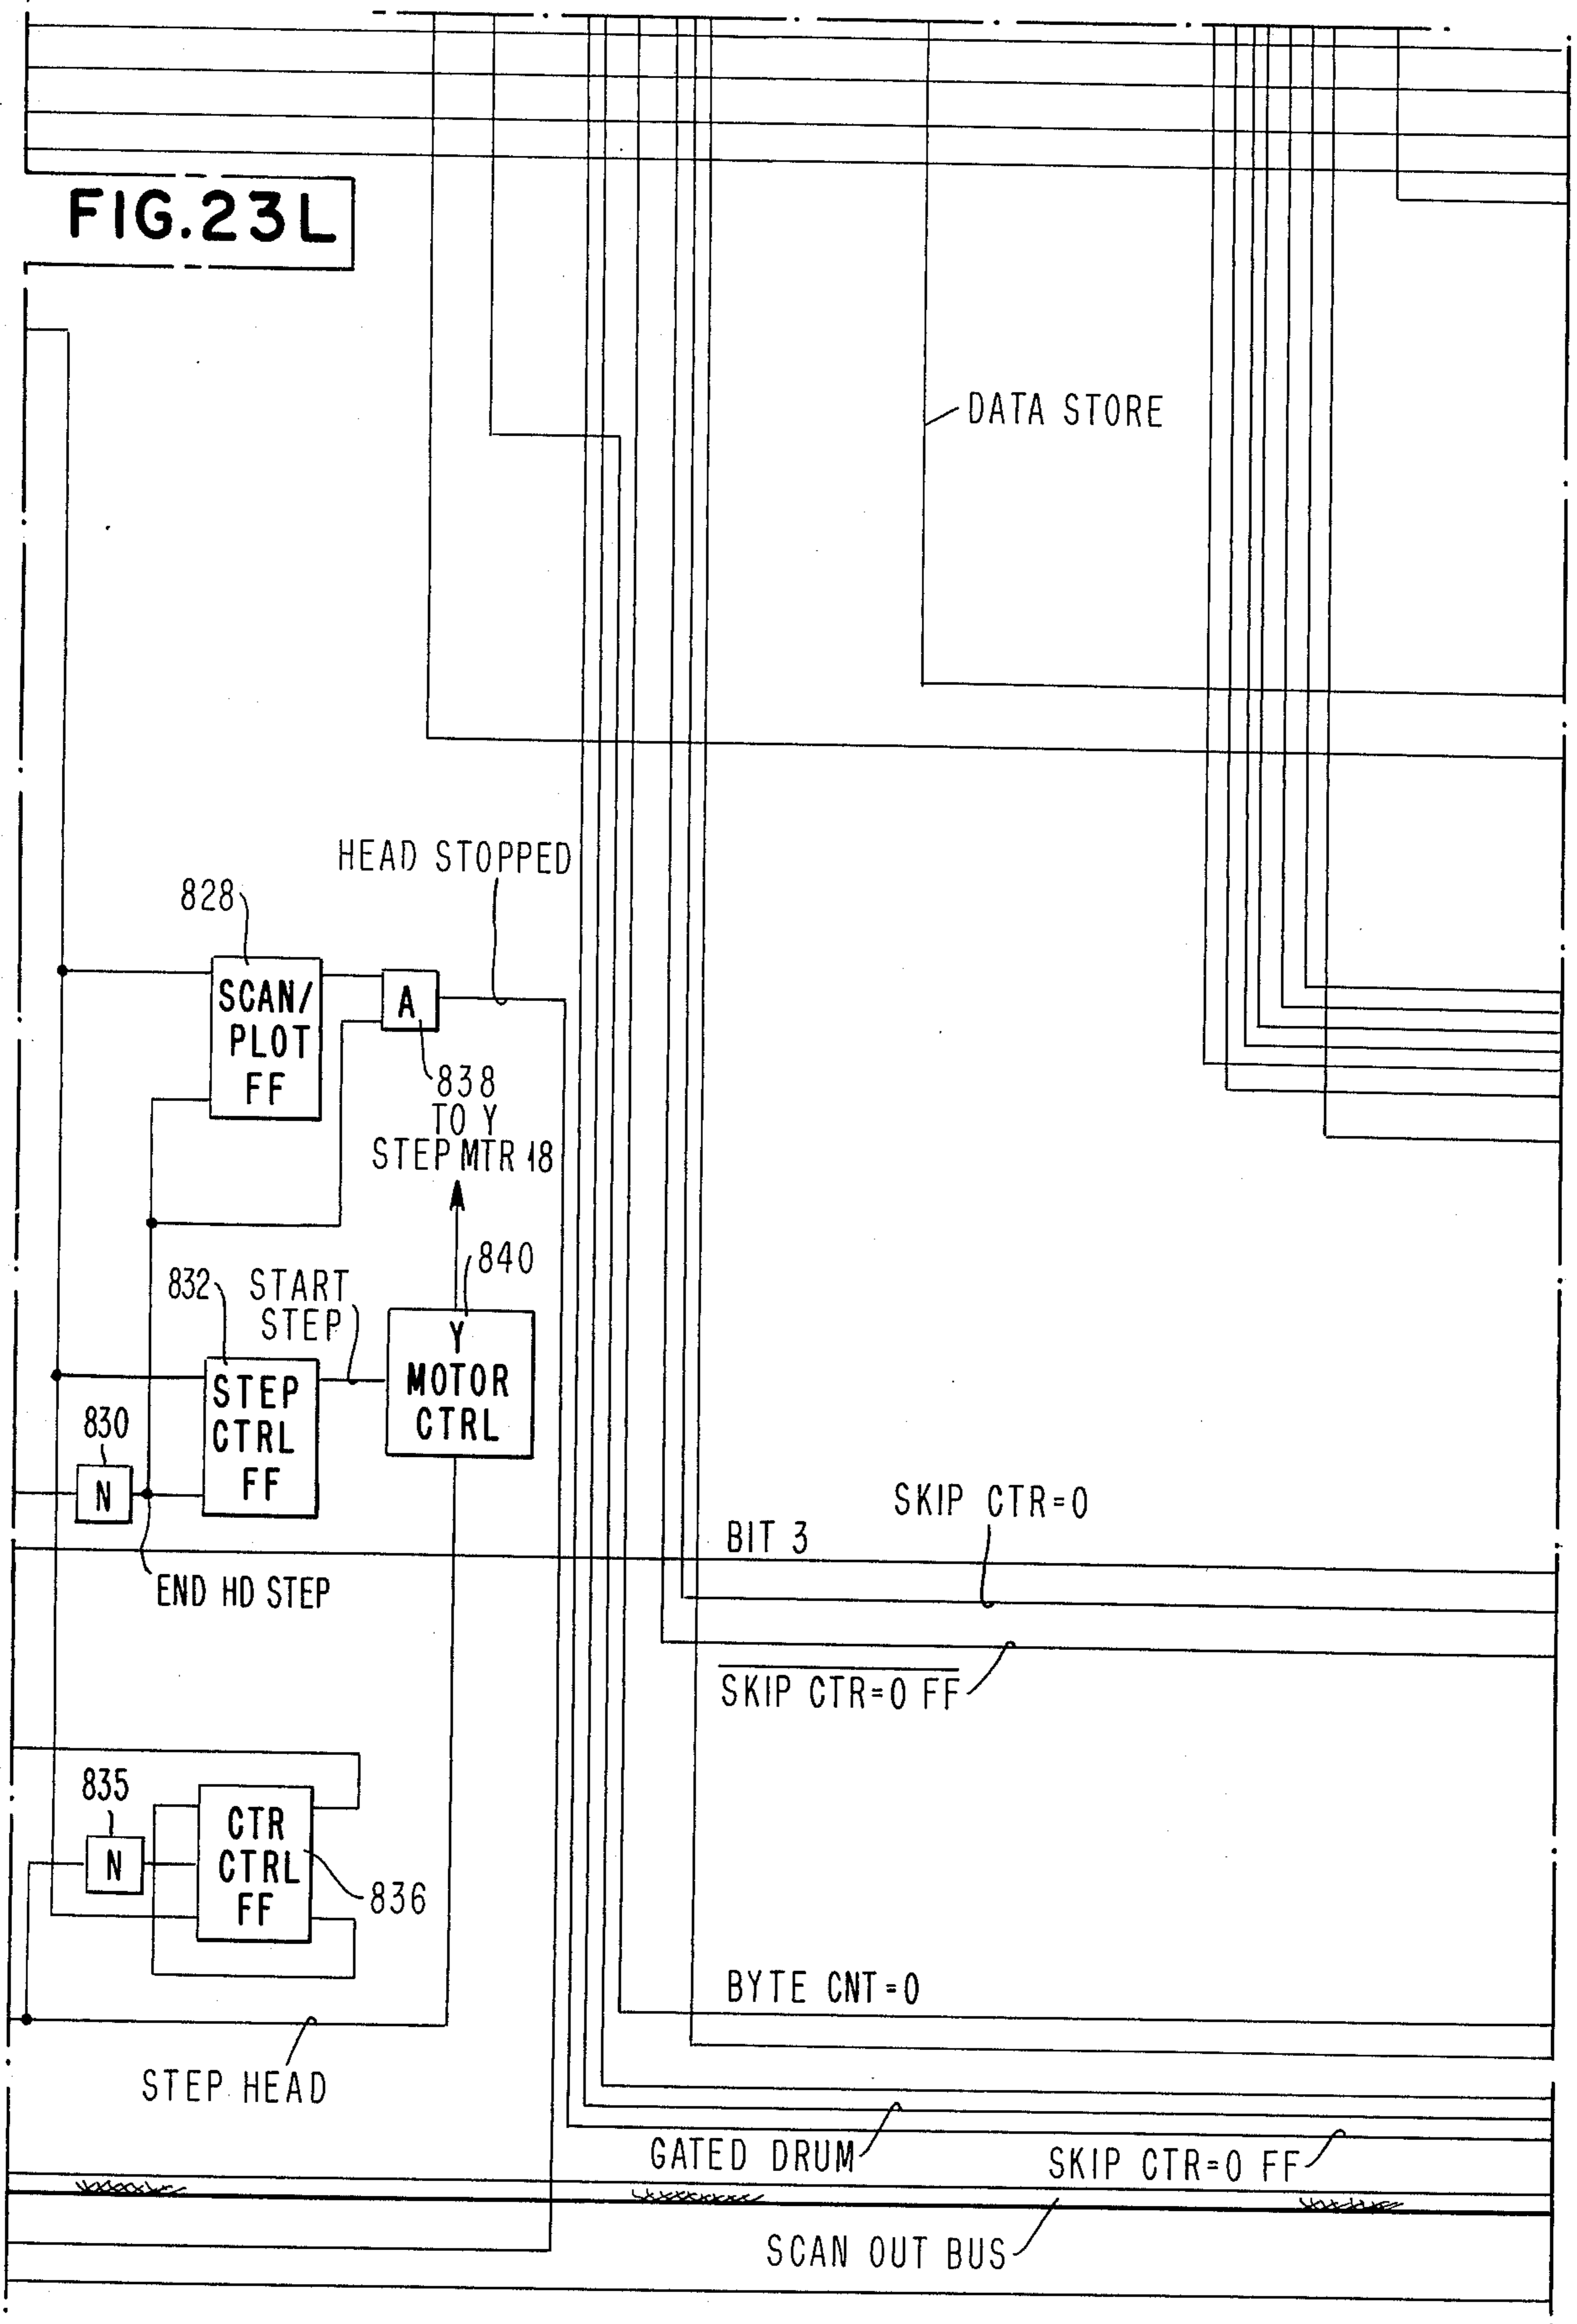 FIG.23L
DATA STORE
HEAD STOPPED
828
SCAN/
PLOT
FF
A
838
TO Y
STEP MTR 18
840
832
START
STEP
Y
MOTOR
CTRL
STEP
CTRL
FF
830
N
END HD STEP
SKIP CTR=0
BIT 3
SKIP CTR=0 FF
835
N
CTR
CTRL
FF
836
BYTE CNT=0
STEP HEAD
GATED DRUM
SKIP CTR=0 FF
SCAN OUT BUS